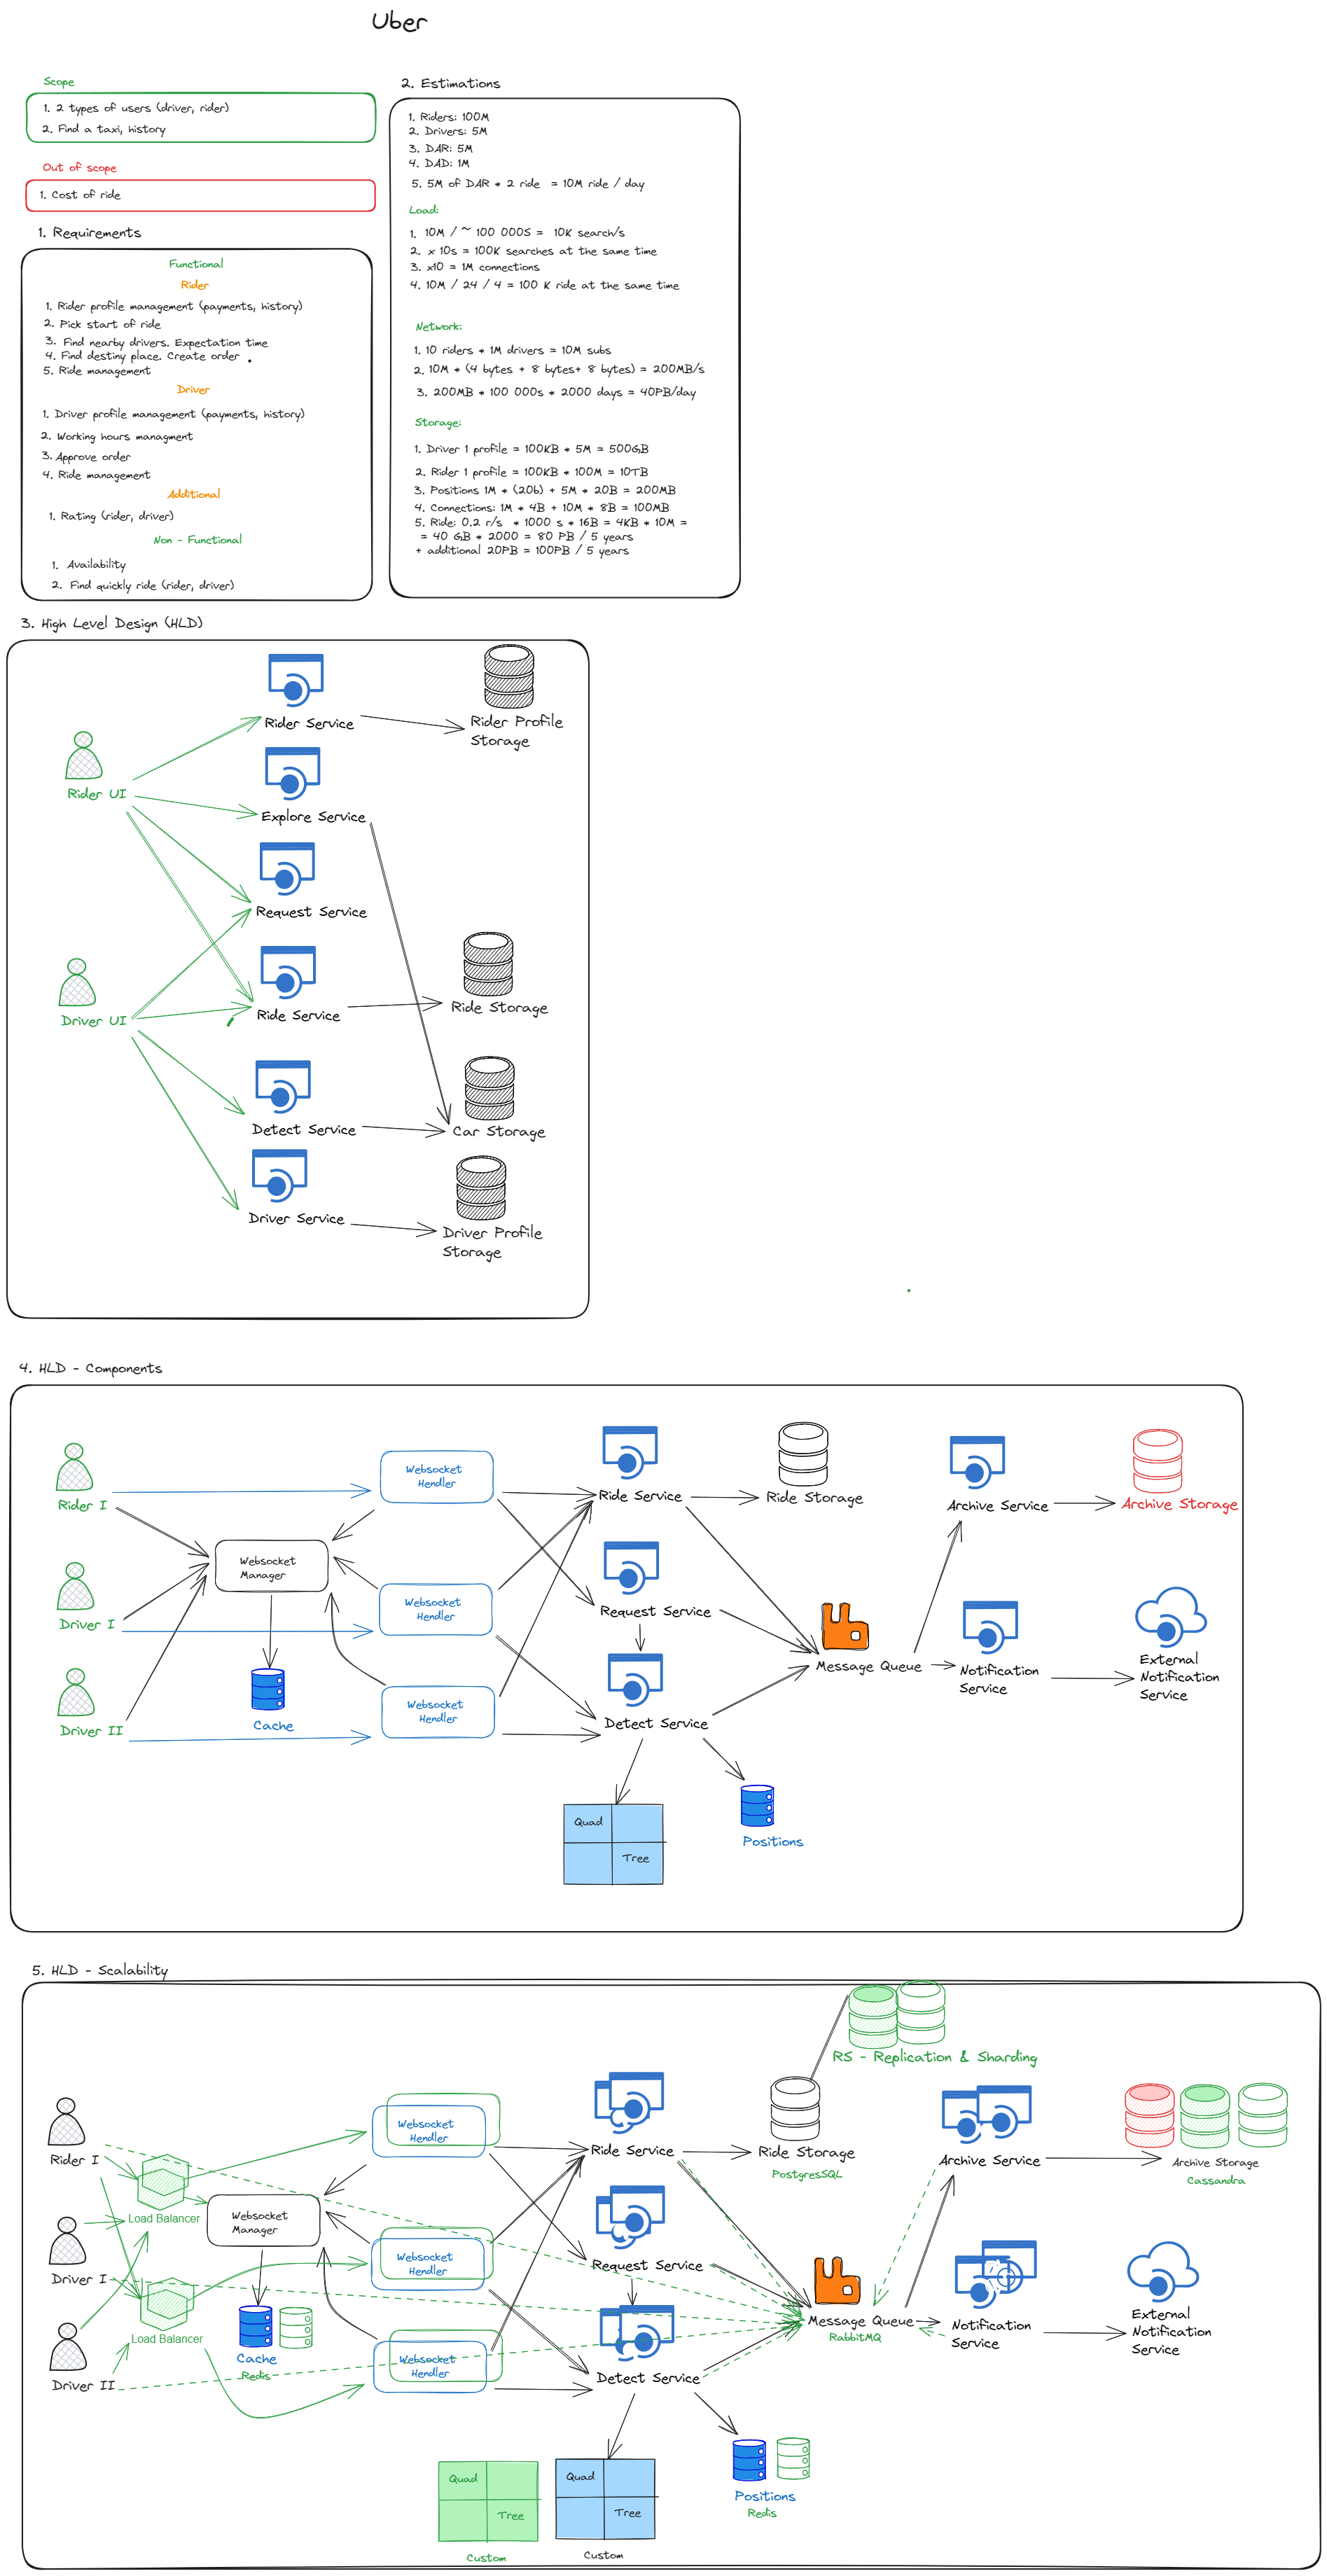 Uber
Scope
1. 2 types of users (driver, rider)
2. Find a taxi, history
Out of scope
1. Cost of ride
1. Requirements
Functional
Rider
1. Rider profile management (payments, history)
2. Pick start of ride
3. Find nearby drivers. Expectation time
4. Find destiny place. Create order
5. Ride management
Driver
1. Driver profile management (payments, history)
2. Working hours managment
3. Approve order
4. Ride management
Additional
1. Rating (rider, driver)
Non - Functional
1. Availability
2. Find quickly ride (rider, driver)
2. Estimations
1. Riders: 100M
2. Drivers: 5M
3. DAR: 5M
4. DAD: 1M
5. 5M of DAR * 2 ride = 10M ride / day
Load:
1. 10M / ~ 100 000S = 10K search/s
2. x 10s = 100K searches at the same time
3. x10 = 1M connections
4. 10M / 24 / 4 = 100 K ride at the same time
Network:
1. 10 riders * 1M drivers = 10M subs
2. 10M * (4 bytes + 8 bytes+ 8 bytes) = 200MB/s
3. 200MB * 100 000s * 2000 days = 40PB/day
Storage:
1. Driver 1 profile = 100KB * 5M = 500GB
2. Rider 1 profile = 100KB * 100M = 10TB
3. Positions 1M * (20b) + 5M * 20B = 200MB
4. Connections: 1M * 4B + 10M * 8B = 100MB
5. Ride: 0.2 r/s * 1000 s * 16B = 4KB * 10M =
= 40 GB * 2000 = 80 PB / 5 years
+ additional 20PB = 100PB / 5 years
3. High Level Design (HLD)
Rider Service
Rider Profile
Storage
Rider UI
Explore Service
Request Service
Driver UI
Ride Service
Ride Storage
Detect Service
Car Storage
Driver Service
Driver Profile
Storage
4. HLD - Components
Rider I
Websocket
Hendler
Ride Service
Ride Storage
Archive Service
Archive Storage
Websocket
Manager
Driver I
Websocket
Hendler
Request Service
Message Queue
Notification
Service
External
Notification
Service
Driver II
Cache
Websocket
Hendler
Detect Service
Quad
Tree
Positions
5. HLD - Scalability
RS - Replication & Sharding
Rider I
Websocket
Hendler
Ride Service
Ride Storage
PostgresSQL
Archive Service
Archive Storage
Cassandra
Load Balancer
Websocket
Manager
Driver I
Websocket
Hendler
Request Service
Message Queue
RabbitMQ
Notification
Service
External
Notification
Service
Load Balancer
Cache
Redis
Driver II
Websocket
Hendler
Detect Service
Quad
Tree
Custom
Quad
Tree
Custom
Positions
Redis